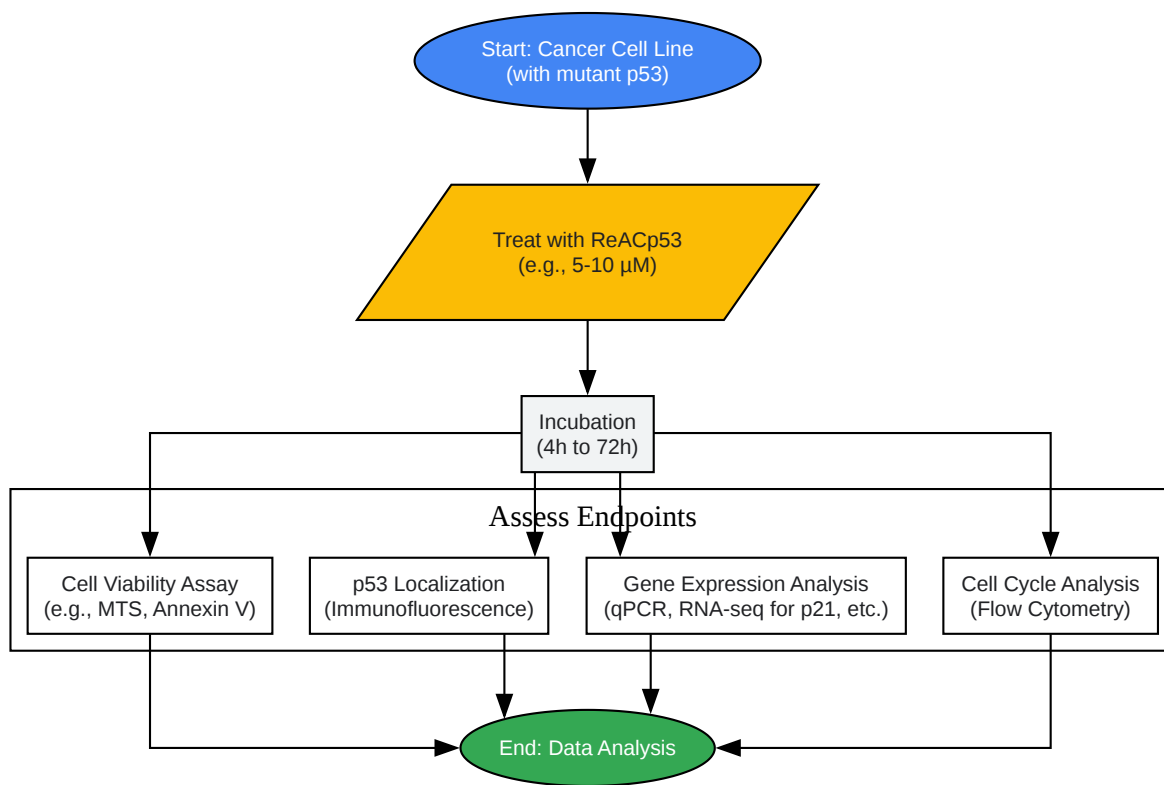 Start: Cancer Cell Line
(with mutant p53)
Treat with ReACp53
(e.g., 5-10 µM)
Incubation
(4h to 72h)
Assess Endpoints
Cell Viability Assay
(e.g., MTS, Annexin V)
p53 Localization
(Immunofluorescence)
Gene Expression Analysis
(qPCR, RNA-seq for p21, etc.)
Cell Cycle Analysis
(Flow Cytometry)
End: Data Analysis